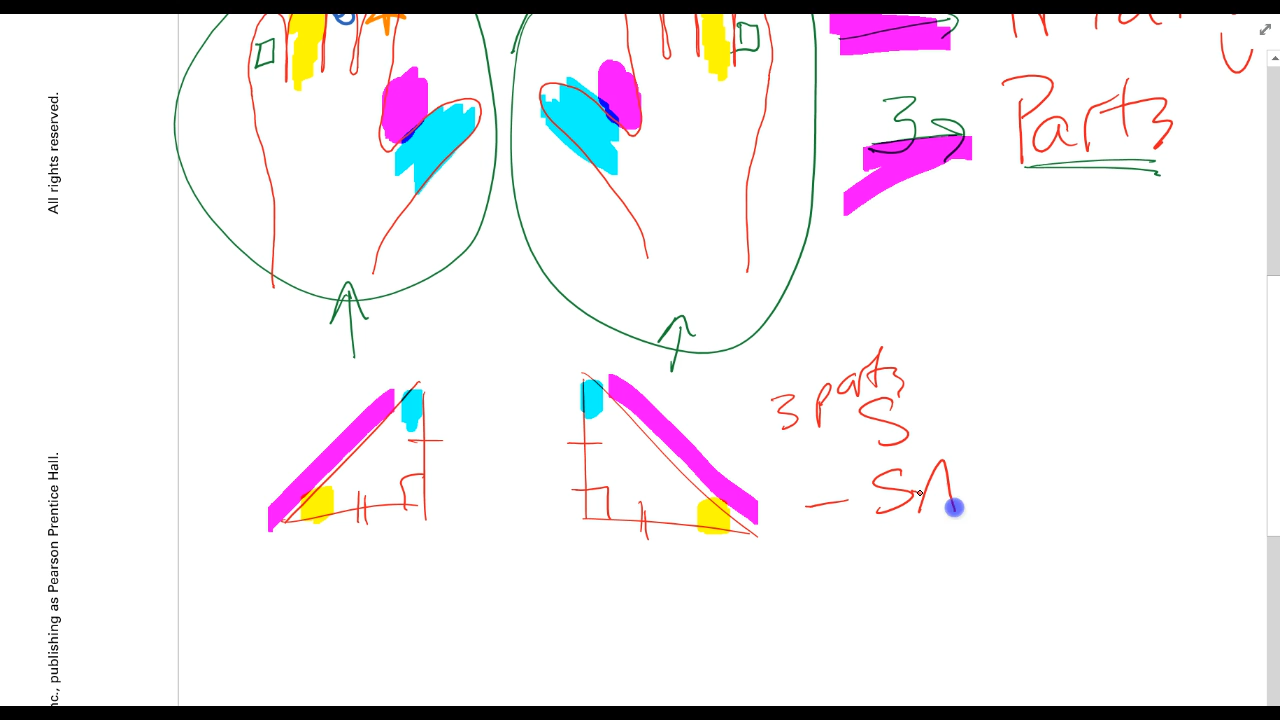 All rights reserved.
nc., publishing as Pearson Prentice Hall.
3
Parts
3 parts
S
– SA